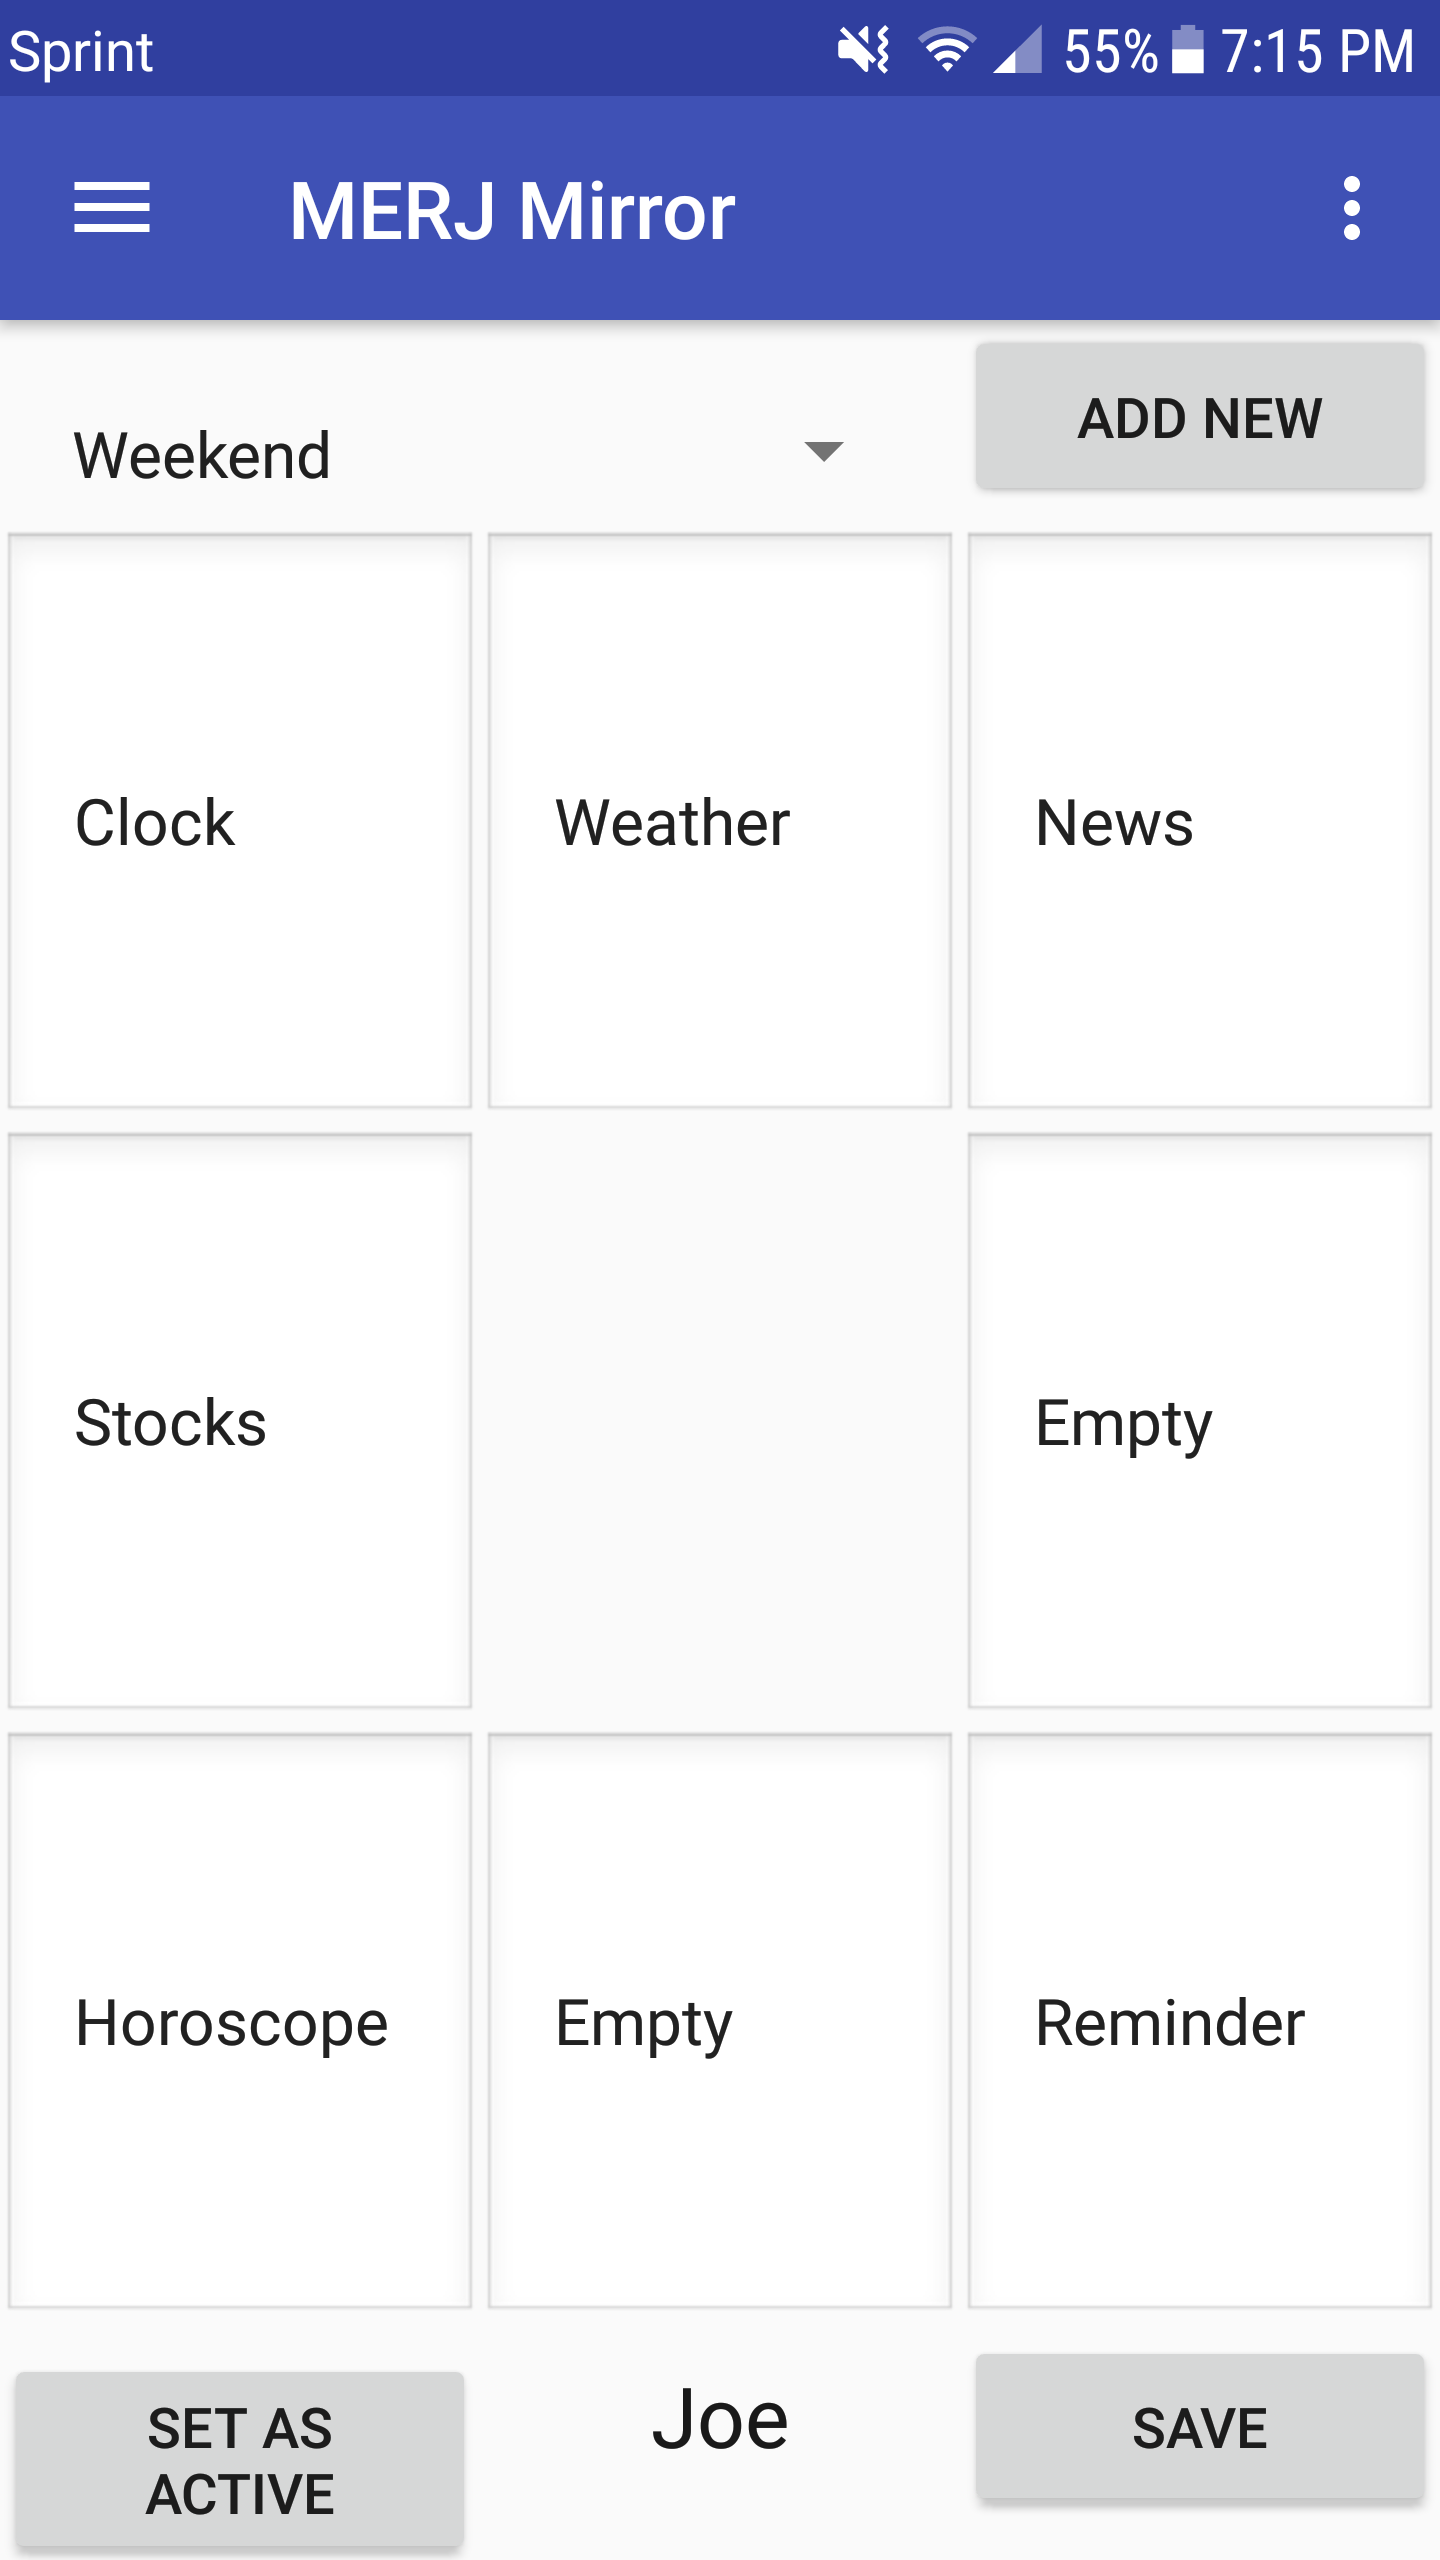 Sprint 55% 7:15 PM
MERJ Mirror
ADD NEW
Weekend
Clock Weather News
Stocks Empty
Horoscope Empty Reminder
SET AS
ACTIVE
Joe
SAVE